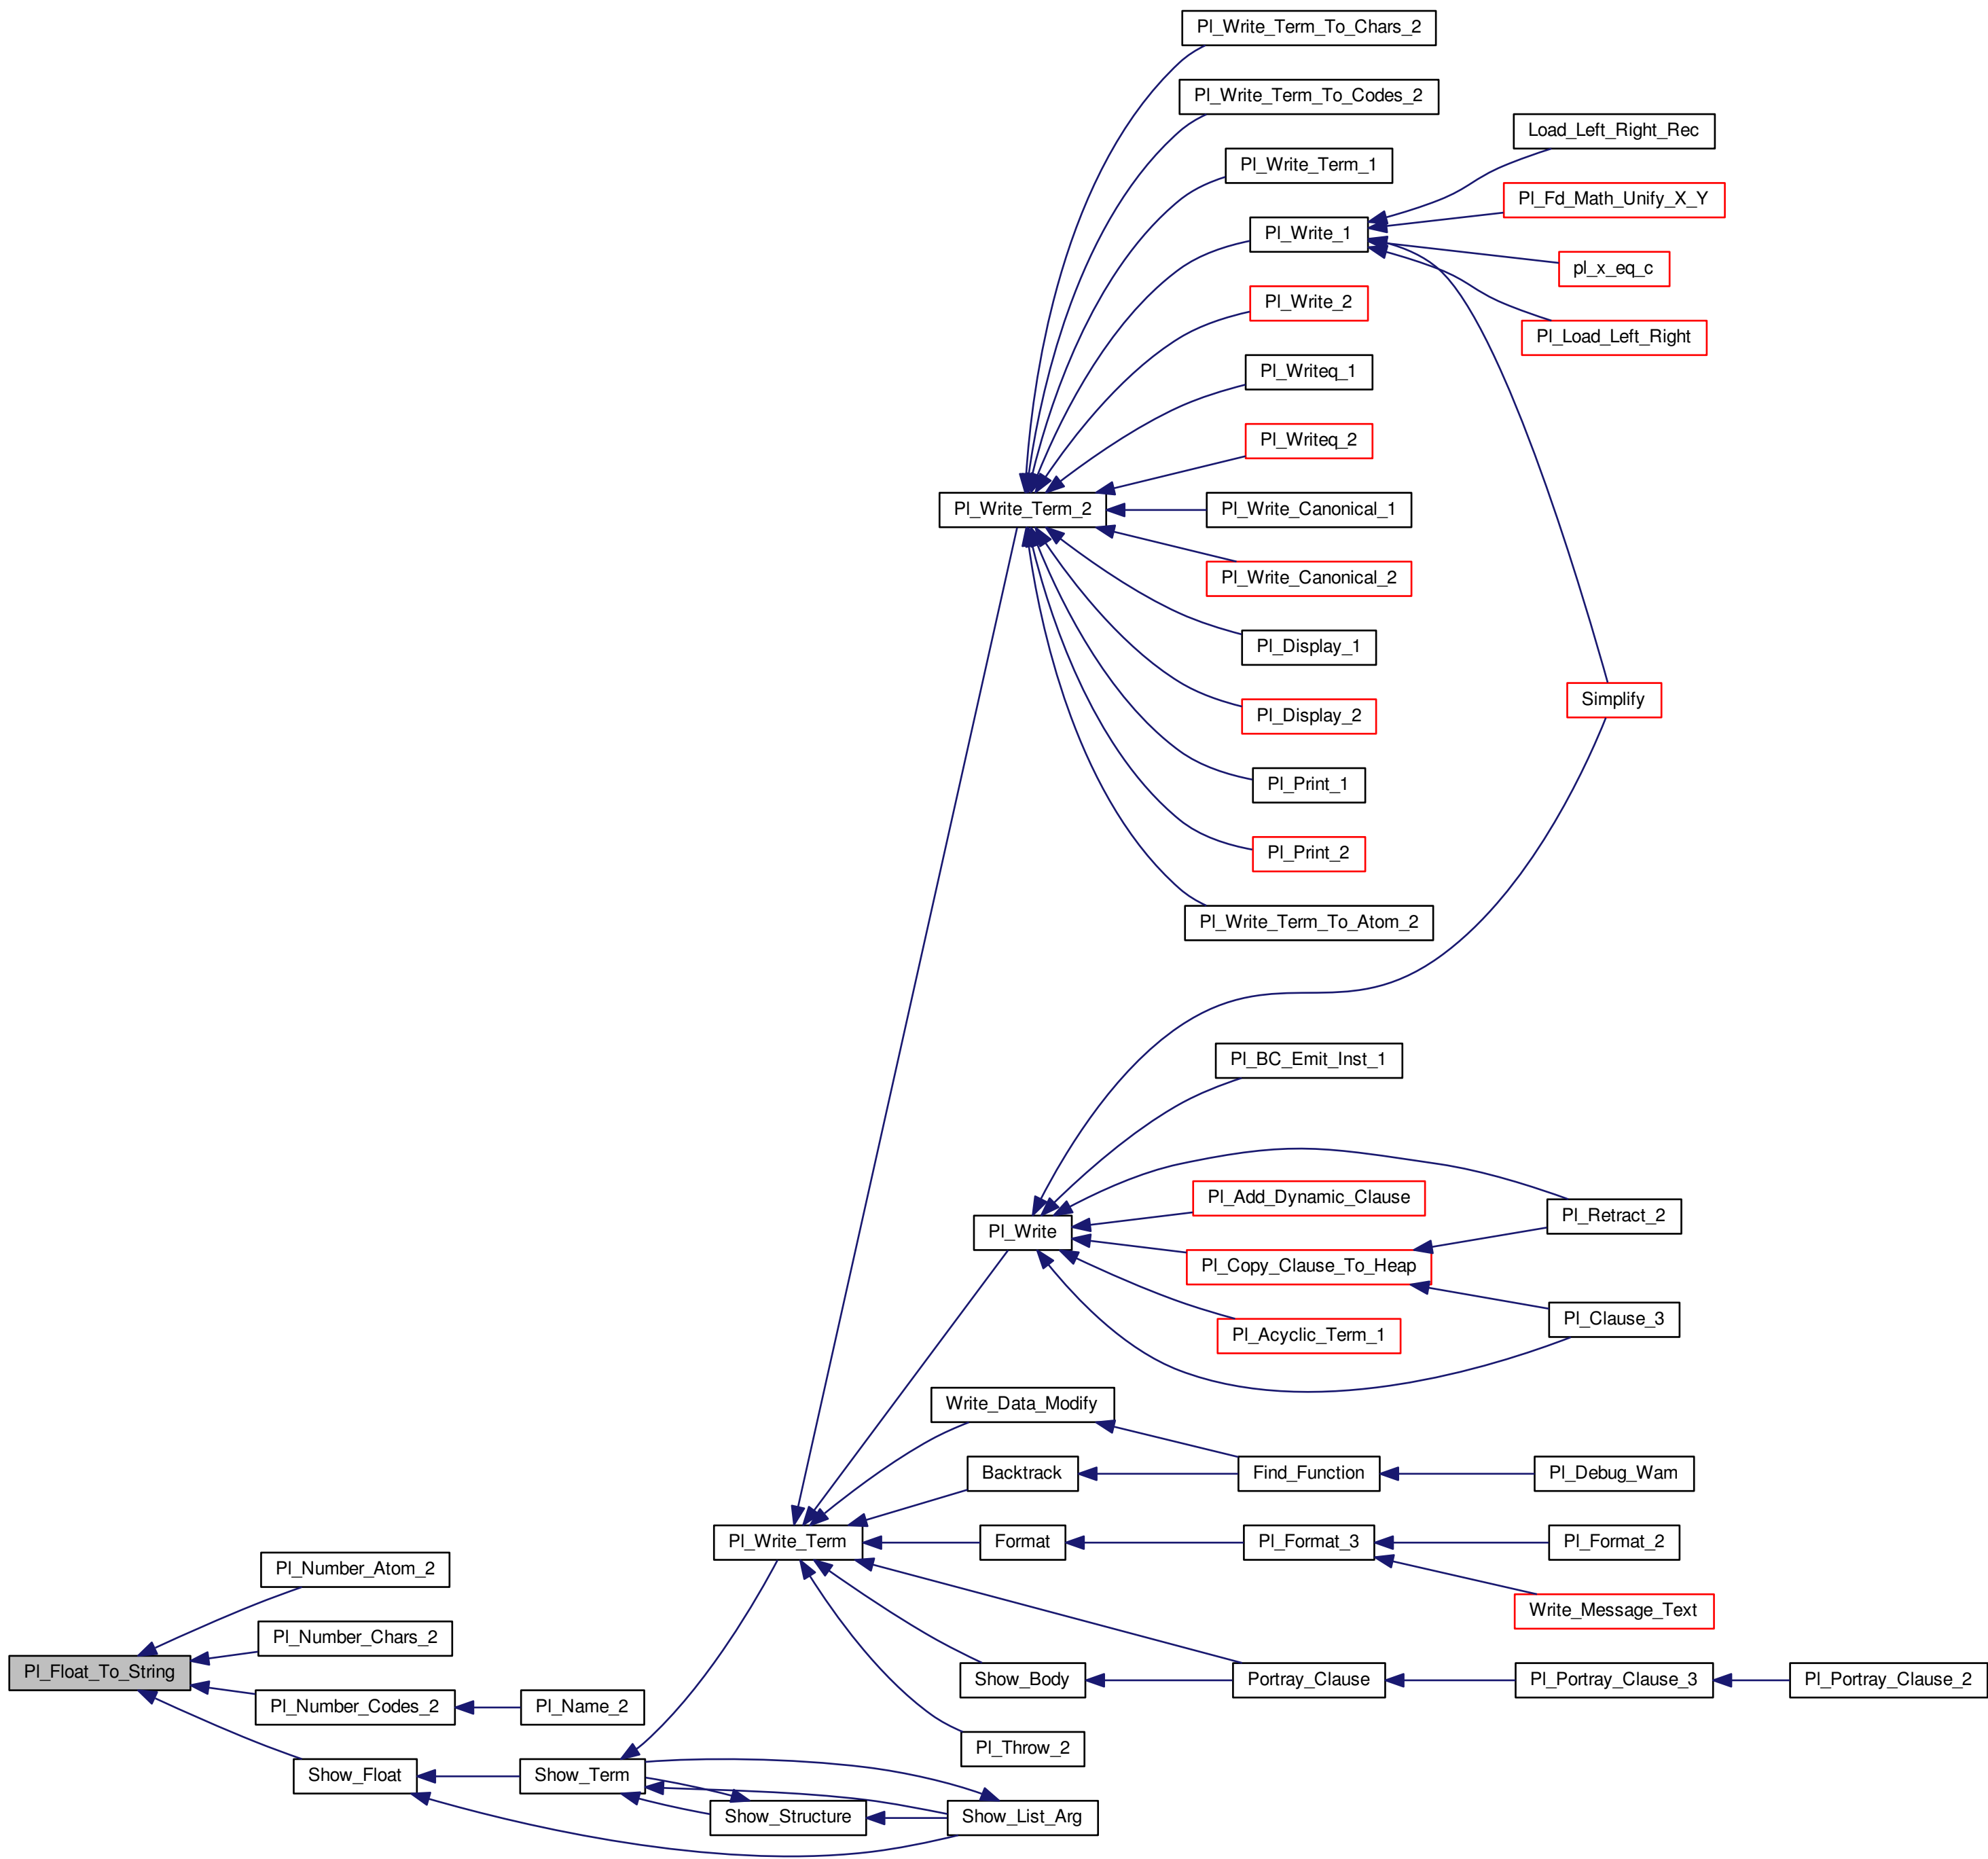 Pl_Write_Term_To_Chars_2
Pl_Write_Term_To_Codes_2
Load_Left_Right_Rec
Pl_Write_Term_1
Pl_Fd_Math_Unify_X_Y
Pl_Write_1
pl_x_eq_c
Pl_Write_2
Pl_Load_Left_Right
Pl_Writeq_1
Pl_Writeq_2
Pl_Write_Term_2
Pl_Write_Canonical_1
Pl_Write_Canonical_2
Pl_Display_1
Simplify
Pl_Display_2
Pl_Print_1
Pl_Print_2
Pl_Write_Term_To_Atom_2
Pl_BC_Emit_Inst_1
Pl_Add_Dynamic_Clause
Pl_Retract_2
Pl_Write
Pl_Copy_Clause_To_Heap
Pl_Clause_3
Pl_Acyclic_Term_1
Write_Data_Modify
Backtrack
Find_Function
Pl_Debug_Wam
Pl_Write_Term
Format
Pl_Format_3
Pl_Format_2
Pl_Number_Atom_2
Write_Message_Text
Pl_Number_Chars_2
Pl_Float_To_String
Show_Body
Portray_Clause
Pl_Portray_Clause_3
Pl_Portray_Clause_2
Pl_Number_Codes_2
Pl_Name_2
Pl_Throw_2
Show_Float
Show_Term
Show_Structure
Show_List_Arg